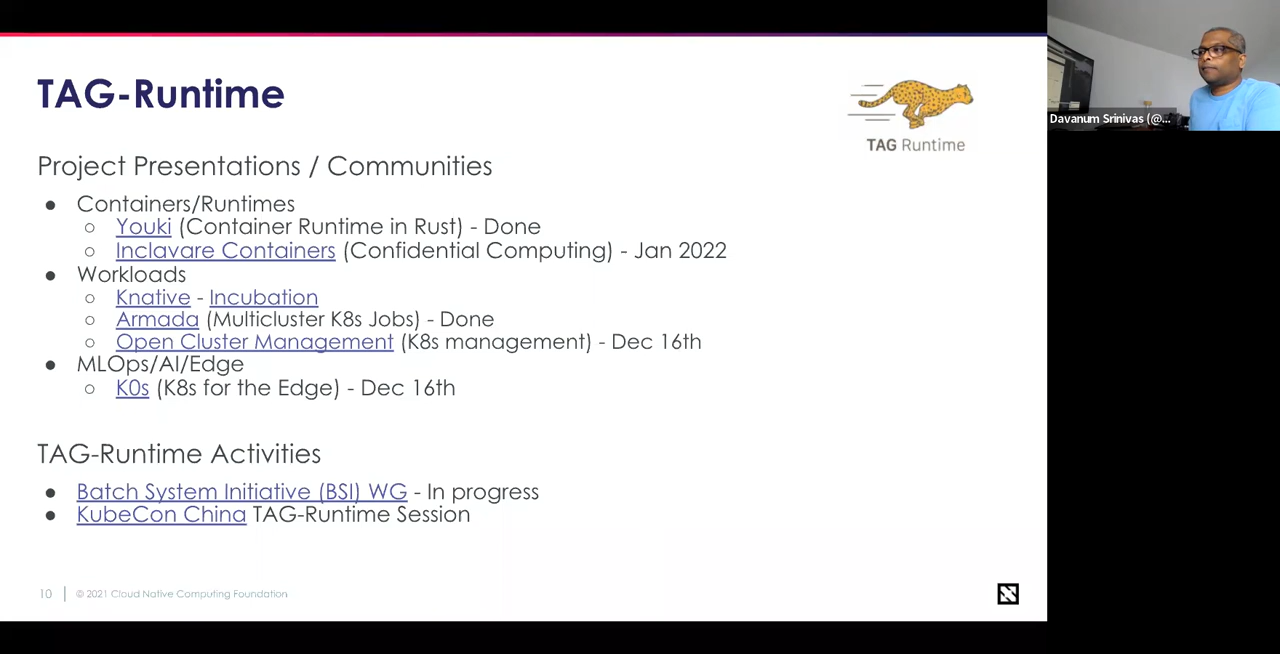 TAG-Runtime
TAG Runtime
Davanum Srinivas (@...
Project Presentations / Communities
● Containers/Runtimes
○ Youki (Container Runtime in Rust) - Done
○ Inclavare Containers (Confidential Computing) - Jan 2022
● Workloads
○ Knative - Incubation
○ Armada (Multicluster K8s Jobs) - Done
○ Open Cluster Management (K8s management) - Dec 16th
● MLOps/AI/Edge
○ K0s (K8s for the Edge) - Dec 16th
TAG-Runtime Activities
● Batch System Initiative (BSI) WG - In progress
● KubeCon China TAG-Runtime Session
10 | © 2021 Cloud Native Computing Foundation